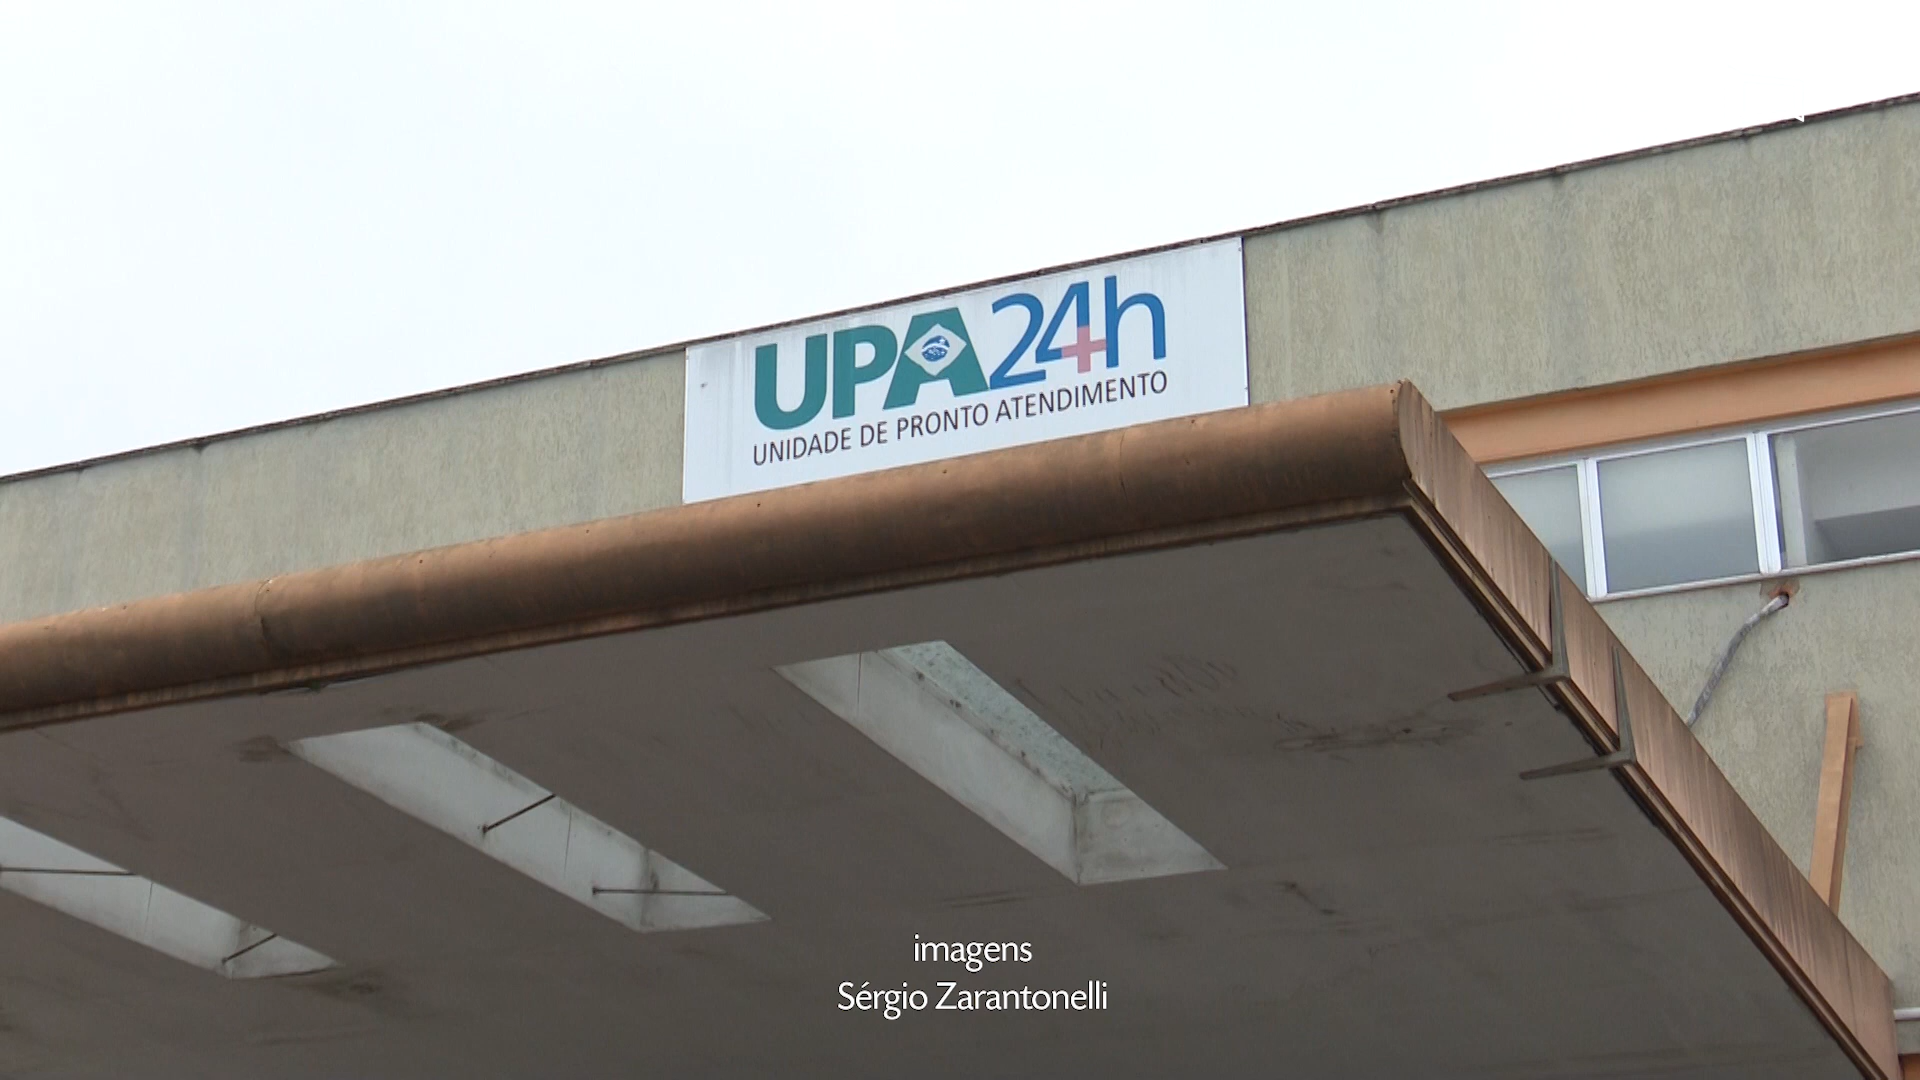 UPA24h
UNIDADE DE PRONTO ATENDIMENTO
imagens
Sérgio Zarantonelli